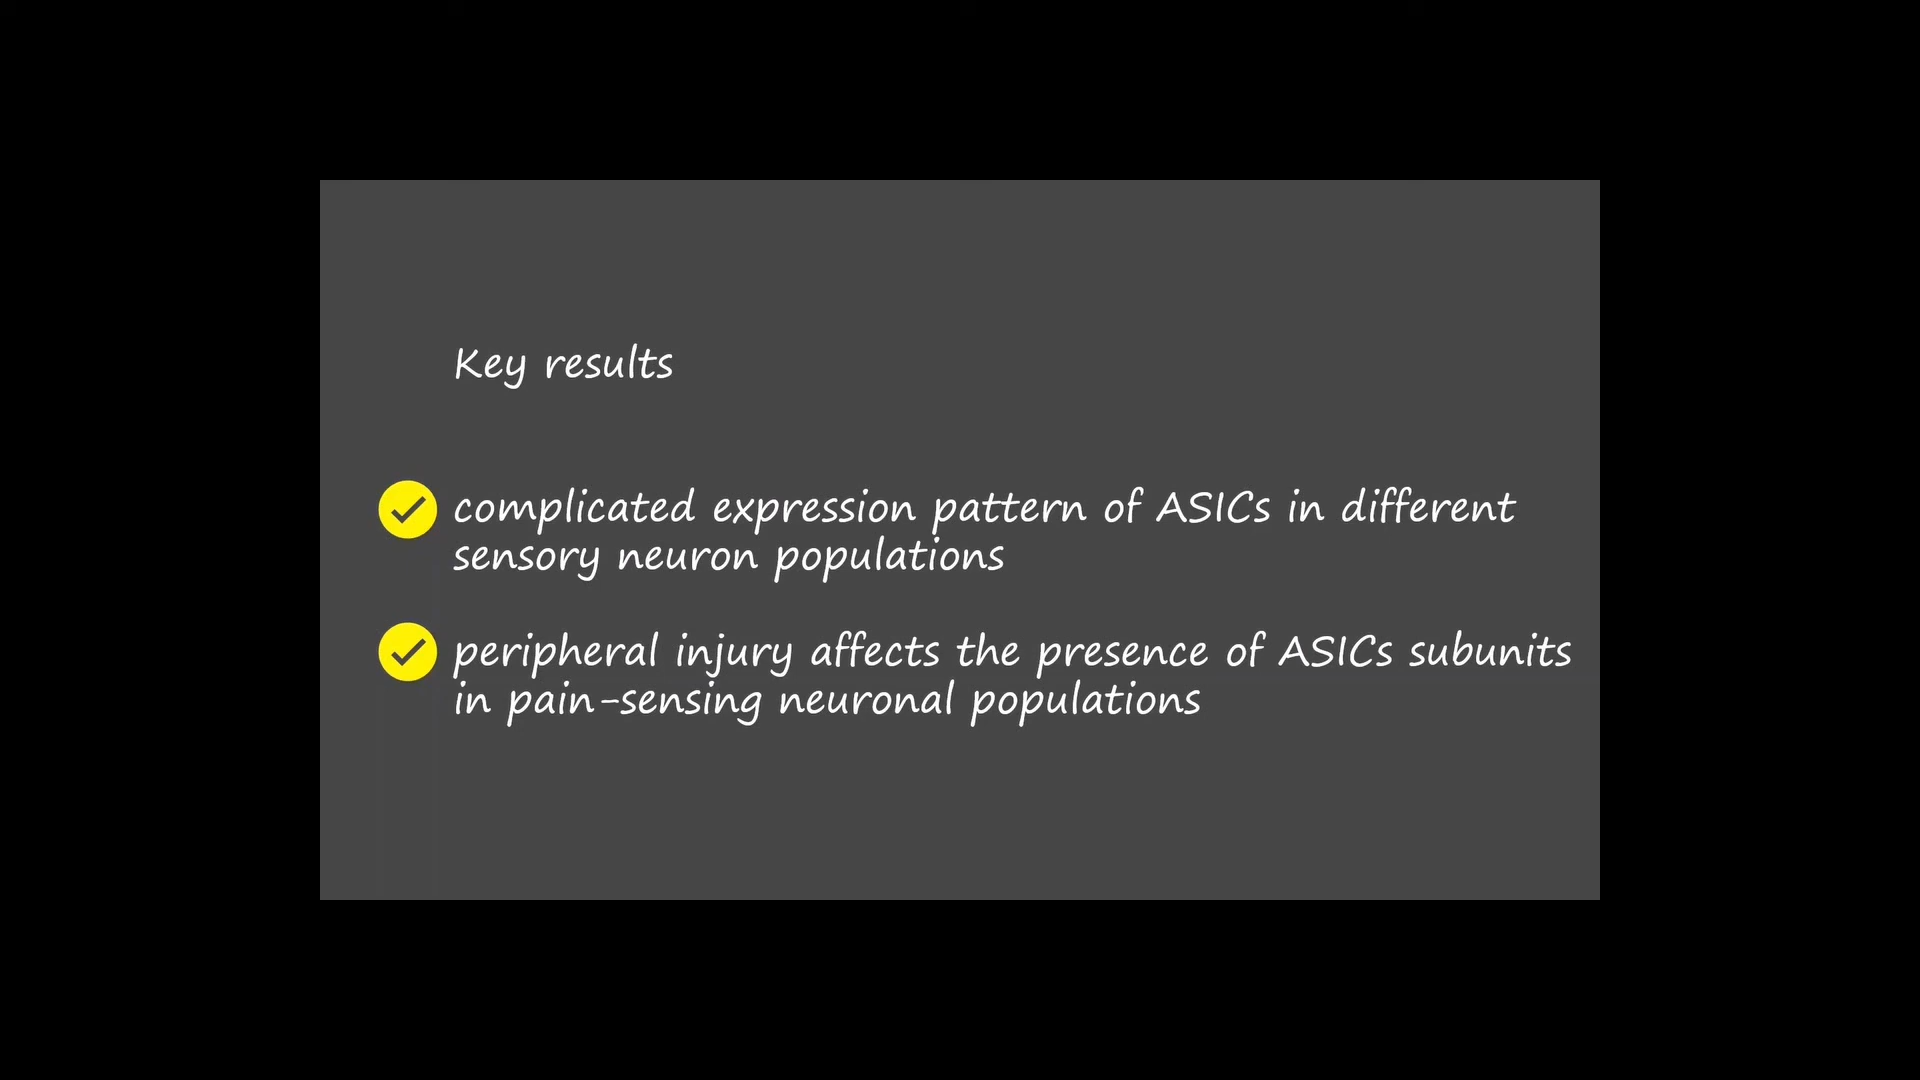 Key results
complicated expression pattern of ASICs in different
sensory neuron populations
peripheral injury affects the presence of ASICs subunits
in pain-sensing neuronal populations